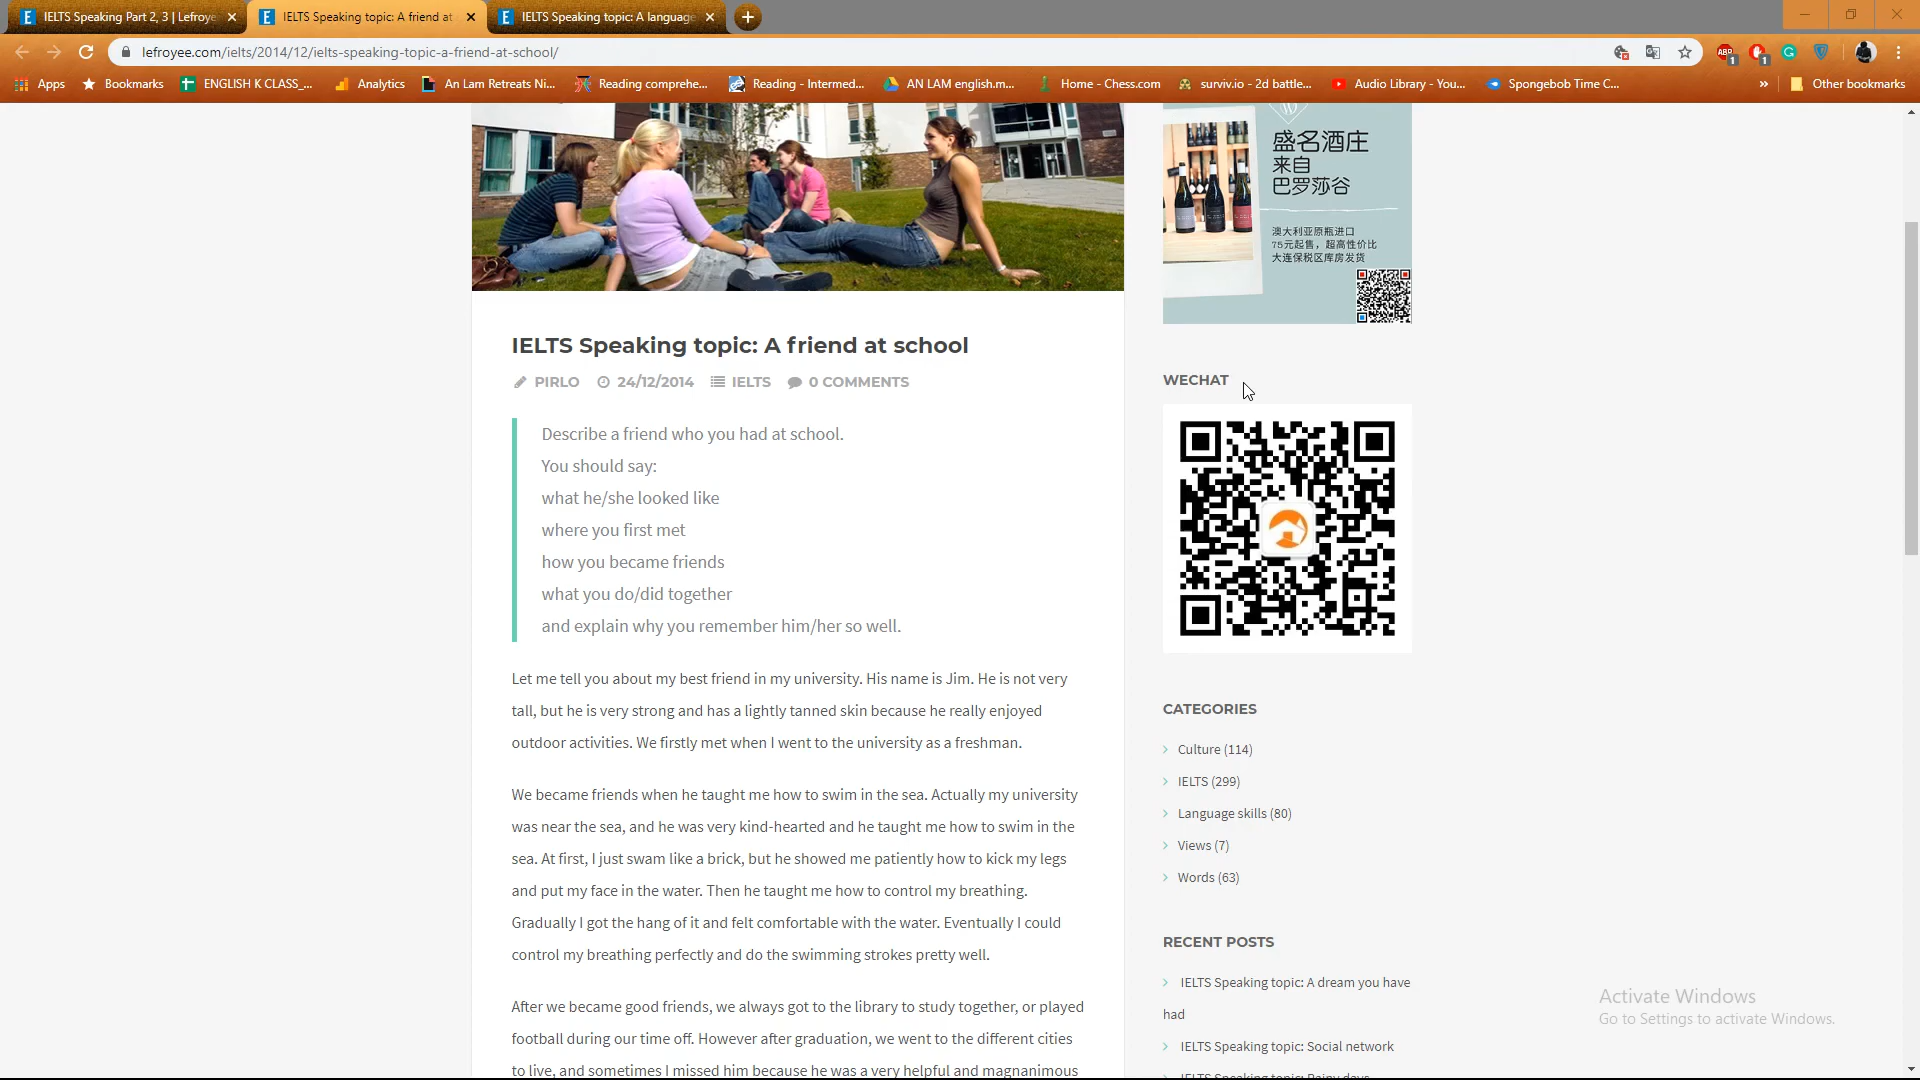 IELTS Speaking Part 2, 3 | Lefroye
IELTS Speaking topic: A friend at
IELTS Speaking topic: A language
lefroyee.com/ielts/2014/12/ielts-speaking-topic-a-friend-at-school/
Apps
Bookmarks
ENGLISH K CLASS_...
Analytics
An Lam Retreats Ni...
Reading comprehe...
Reading - Intermed...
AN LAM english.m...
Home - Chess.com
surviv.io - 2d battle...
Audio Library - You...
Spongebob Time C...
Other bookmarks
IELTS Speaking topic: A friend at school
PIRLO 24/12/2014 IELTS 0 COMMENTS
Describe a friend who you had at school.
You should say:
what he/she looked like
where you first met
how you became friends
what you do/did together
and explain why you remember him/her so well.
Let me tell you about my best friend in my university. His name is Jim. He is not very
tall, but he is very strong and has a lightly tanned skin because he really enjoyed
outdoor activities. We firstly met when I went to the university as a freshman.
We became friends when he taught me how to swim in the sea. Actually my university
was near the sea, and he was very kind-hearted and he taught me how to swim in the
sea. At first, I just swam like a brick, but he showed me patiently how to kick my legs
and put my face in the water. Then he taught me how to control my breathing.
Gradually I got the hang of it and felt comfortable with the water. Eventually I could
control my breathing perfectly and do the swimming strokes pretty well.
After we became good friends, we always got to the library to study together, or played
football during our time off. However after graduation, we went to the different cities
to live, and sometimes I missed him because he was a very helpful and magnanimous
盛名酒庄
来自
巴罗莎谷
澳大利亚原瓶进口
75元起售，超高性价比
大连保税区库房发货
WECHAT
CATEGORIES
Culture (114)
IELTS (299)
Language skills (80)
Views (7)
Words (63)
RECENT POSTS
IELTS Speaking topic: A dream you have
had
IELTS Speaking topic: Social network
IELTS Speaking topic: Rainy days
Activate Windows
Go to Settings to activate Windows.